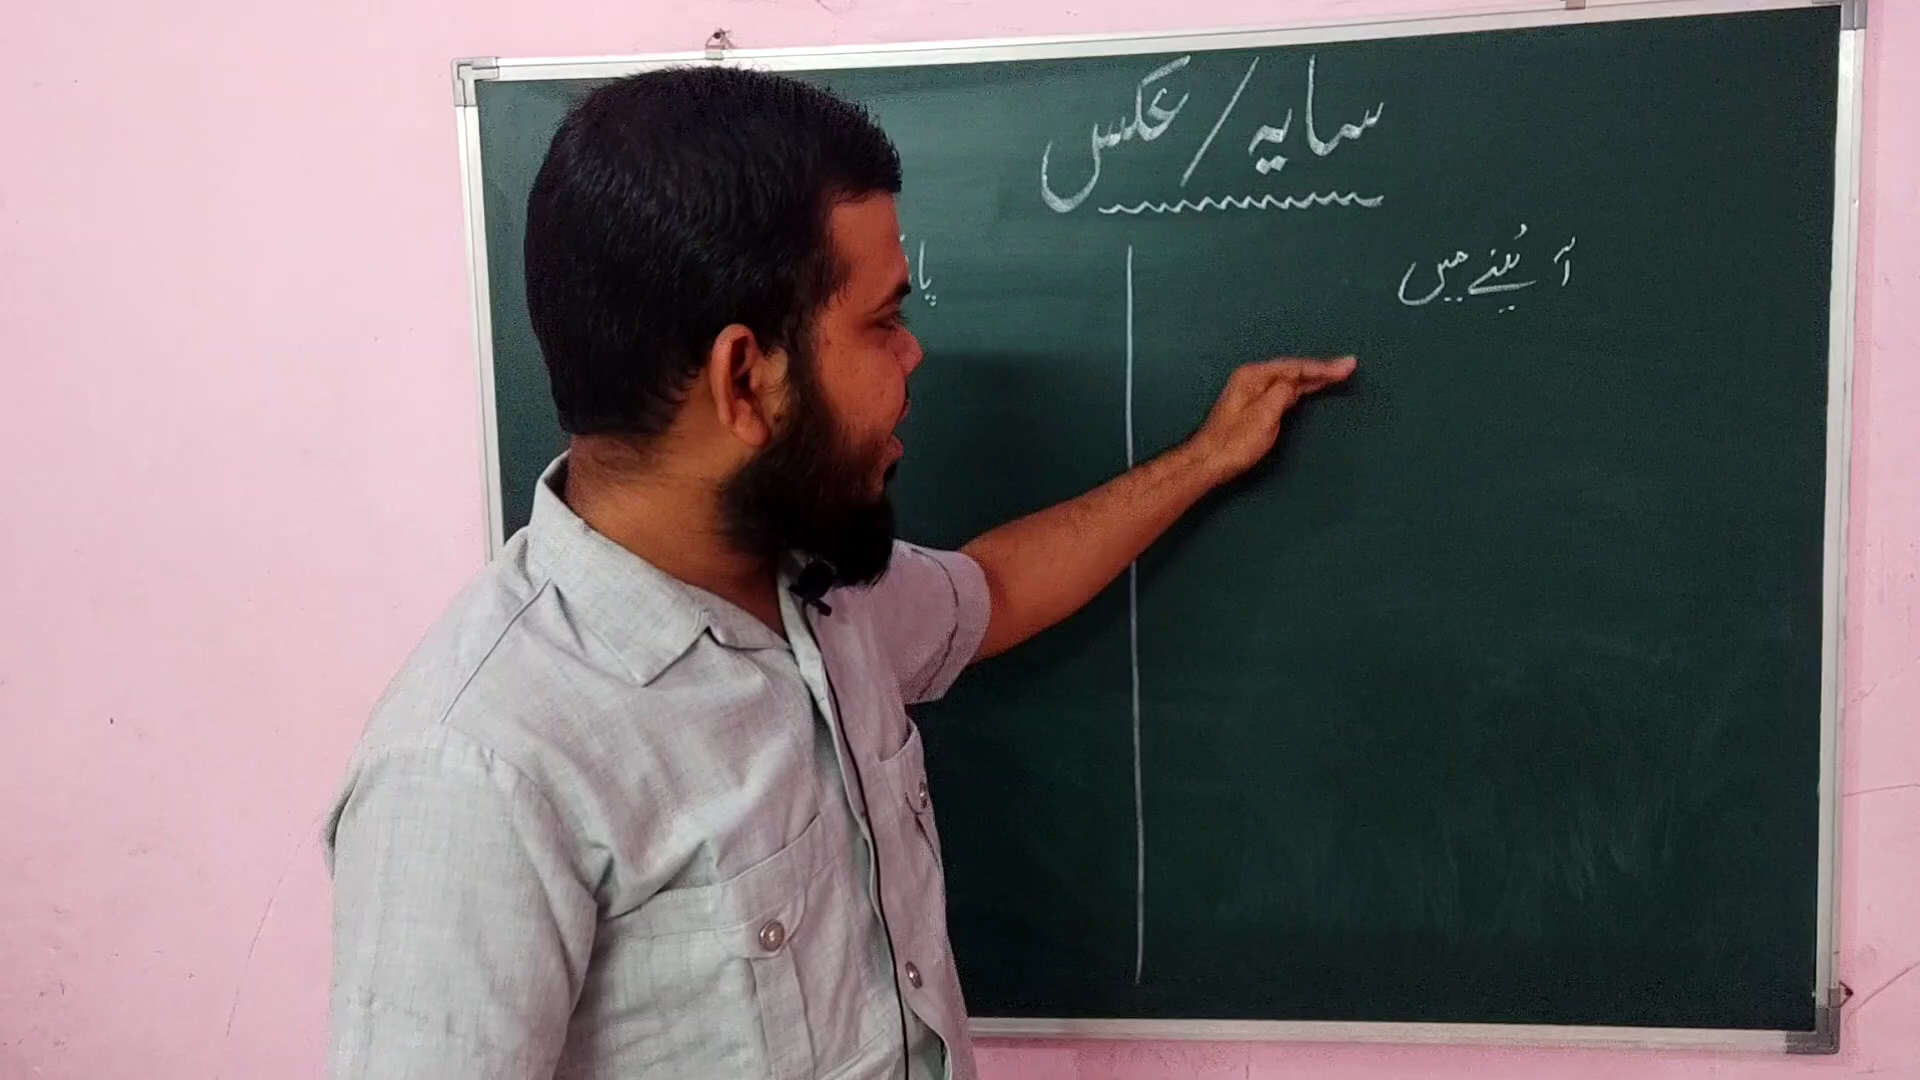 سایہ / عکس
آئینے میں